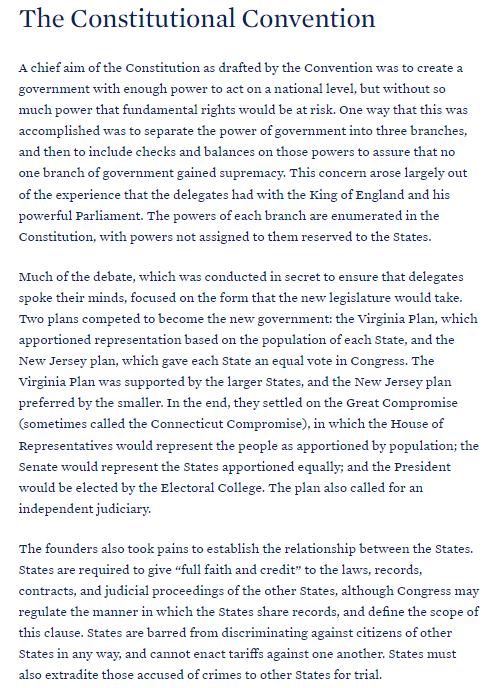 The Constitutional Convention
A chief aim of the Constitution as drafted by the Convention was to create a
government with enough power to act on a national level, but without so
much power that fundamental rights would be at risk. One way that this was
accomplished was to separate the power of government into three branches,
and then to include checks and balances on those powers to assure that no
one branch of government gained supremacy. This concern arose largely out
of the experience that the delegates had with the King of England and his
powerful Parliament. The powers of each branch are enumerated in the
Constitution, with powers not assigned to them reserved to the States.
Much of the debate, which was conducted in secret to ensure that delegates
spoke their minds, focused on the form that the new legislature would take.
Two plans competed to become the new government: the Virginia Plan, which
apportioned representation based on the population of each State, and the
New Jersey plan, which gave each State an equal vote in Congress. The
Virginia Plan was supported by the larger States, and the New Jersey plan
preferred by the smaller. In the end, they settled on the Great Compromise
(sometimes called the Connecticut Compromise), in which the House of
Representatives would represent the people as apportioned by population; the
Senate would represent the States apportioned equally; and the President
would be elected by the Electoral College. The plan also called for an
independent judiciary.
The founders also took pains to establish the relationship between the States.
States are required to give “full faith and credit” to the laws, records,
contracts, and judicial proceedings of the other States, although Congress may
regulate the manner in which the States share records, and define the scope of
this clause. States are barred from discriminating against citizens of other
States in any way, and cannot enact tariffs against one another. States must
also extradite those accused of crimes to other States for trial.